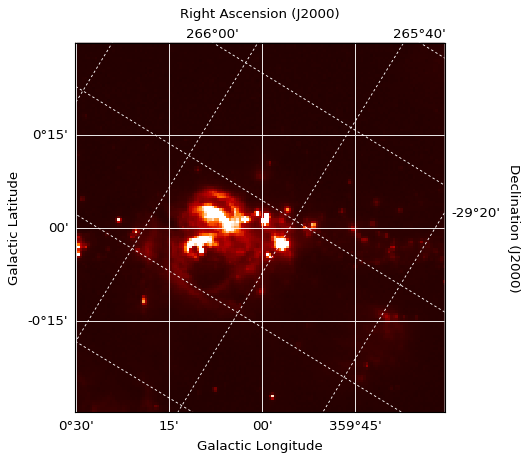 Right Ascension (J2000)
266°00' 265°40'
0°15'
00'
-0°15'
Galactic Latitude
-29°20'
Declination (J2000)
0°30' 15' 00' 359°45'
Galactic Longitude